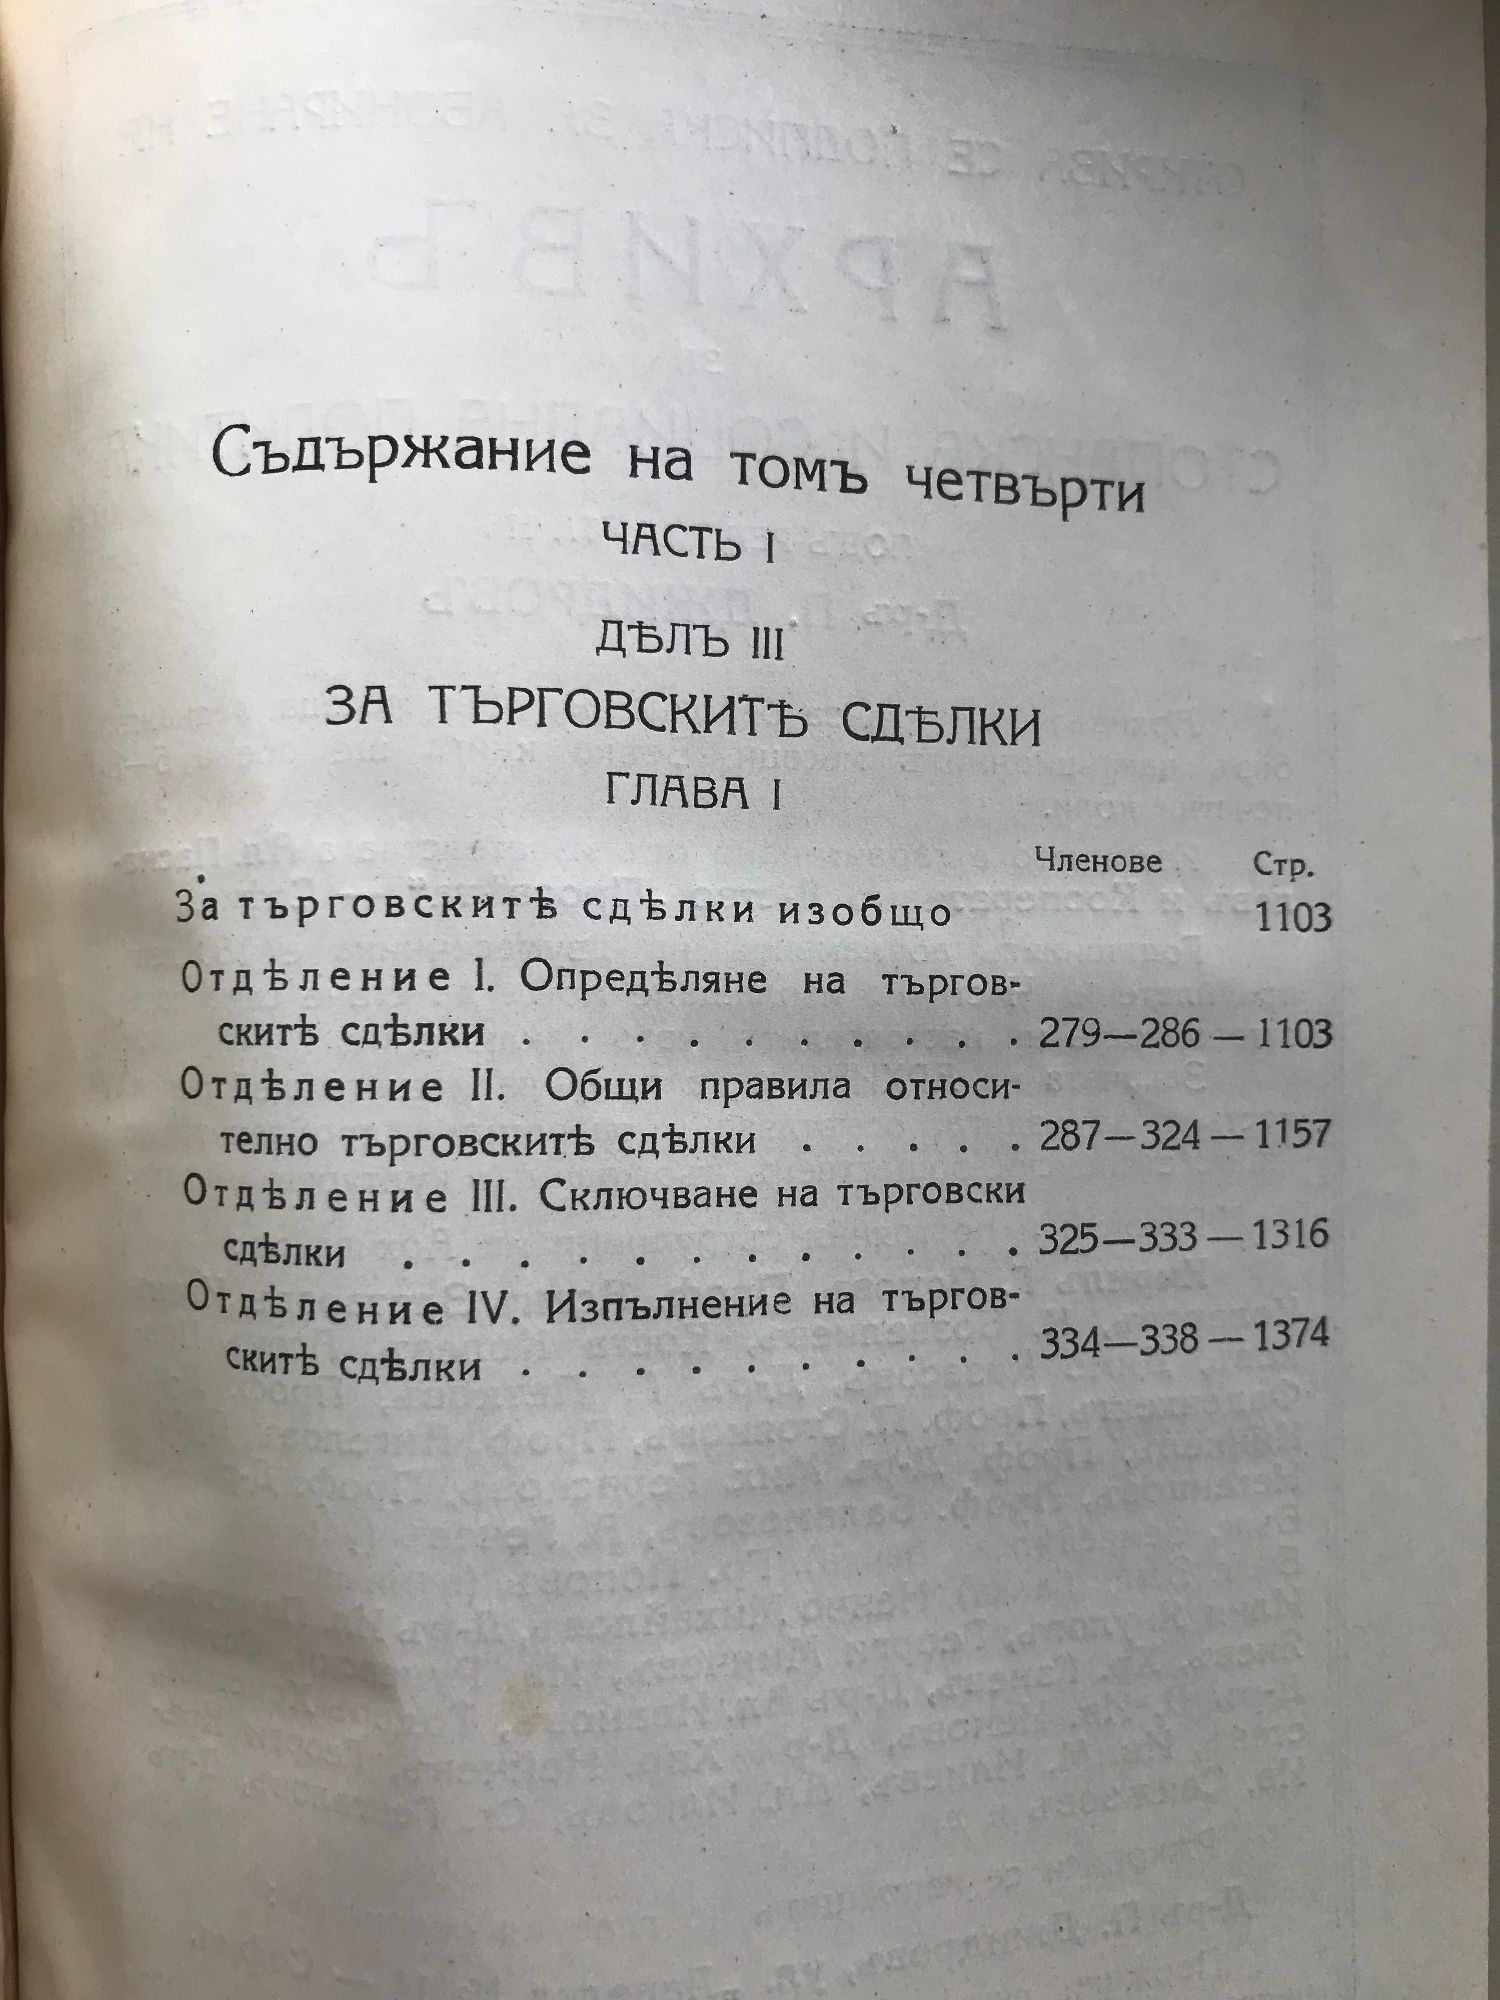 Съдържание на томъ четвърти
ЧАСТЬ I
ДѢЛЪ III
ЗА ТЪРГОВСКИТѢ СДѢЛКИ
ГЛАВА I
Членове Стр.
За търговскитѣ сдѣлки изобщо 1103
Отдѣление I. Опредѣляне на търгов-
скитѣ сдѣлки . . . . . . . . . . 279—286 — 1103
Отдѣление II. Общи правила относи-
телно търговскитѣ сдѣлки . . . . . 287—324 — 1157
Отдѣление III. Сключване на търговски
сдѣлки . . . . . . . . . . . . 325—333 — 1316
Отдѣление IV. Изпълнение на търгов-
скитѣ сдѣлки . . . . . . . . . . 334—338 — 1374